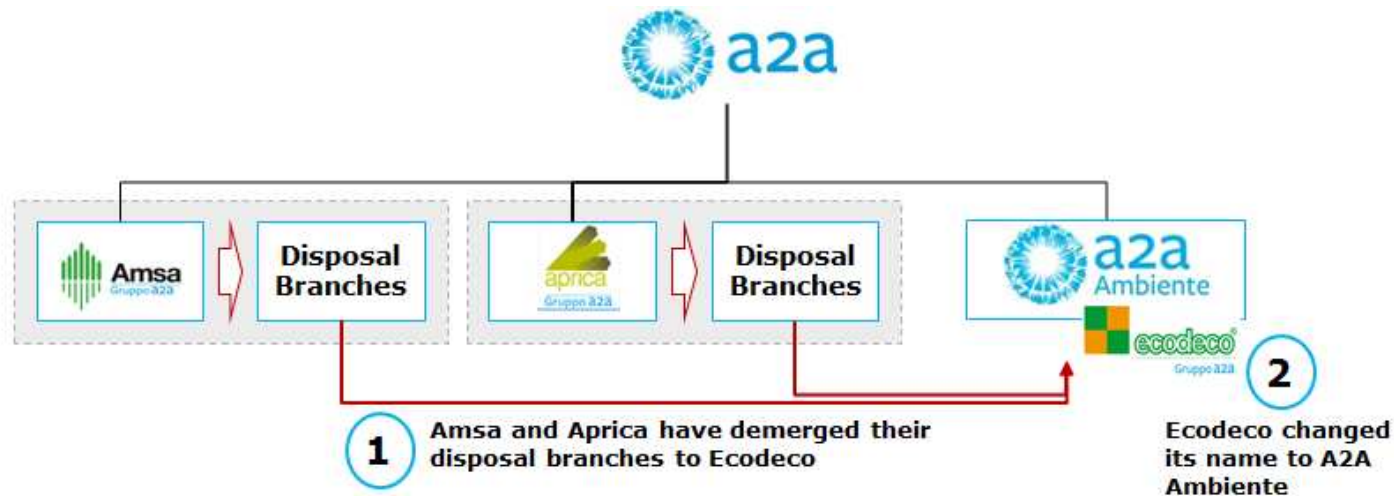 a2a
Amsa
Gruppo a2a
Disposal
Branches
aprica
Gruppo a2a
Disposal
Branches
a2a
Ambiente
ecodeco®
Gruppo a2a
1
Amsa and Aprica have demerged their
disposal branches to Ecodeco
2
Ecodeco changed
its name to A2A
Ambiente